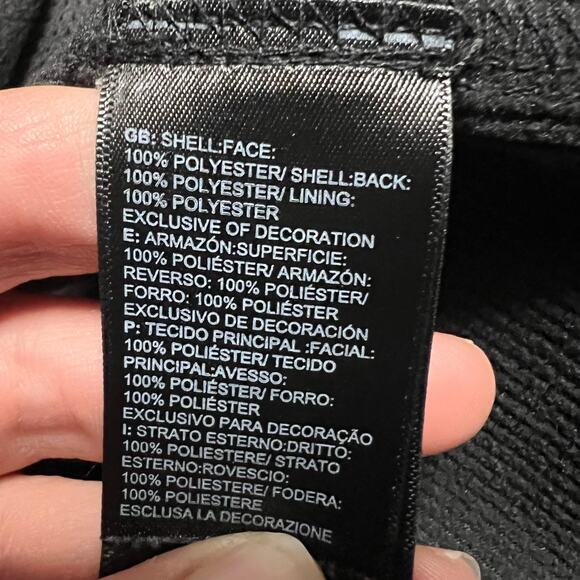 GB: SHELL:FACE:
100% POLYESTER/ SHELL:BACK:
100% POLYESTER/ LINING:
100% POLYESTER
EXCLUSIVE OF DECORATION
E: ARMAZÓN:SUPERFICIE:
100% POLIÉSTER/ ARMAZÓN:
REVERSO: 100% POLIÉSTER/
FORRO: 100% POLIÉSTER
EXCLUSIVO DE DECORACIÓN
P: TECIDO PRINCIPAL :FACIAL:
100% POLIÉSTER/ TECIDO
PRINCIPAL:AVESSO:
100% POLIÉSTER/ FORRO:
100% POLIÉSTER
EXCLUSIVO PARA DECORAÇÃO
I: STRATO ESTERNO:DRITTO:
100% POLIESTERE/ STRATO
ESTERNO:ROVESCIO:
100% POLIESTERE/ FODERA:
100% POLIESTERE
ESCLUSA LA DECORAZIONE